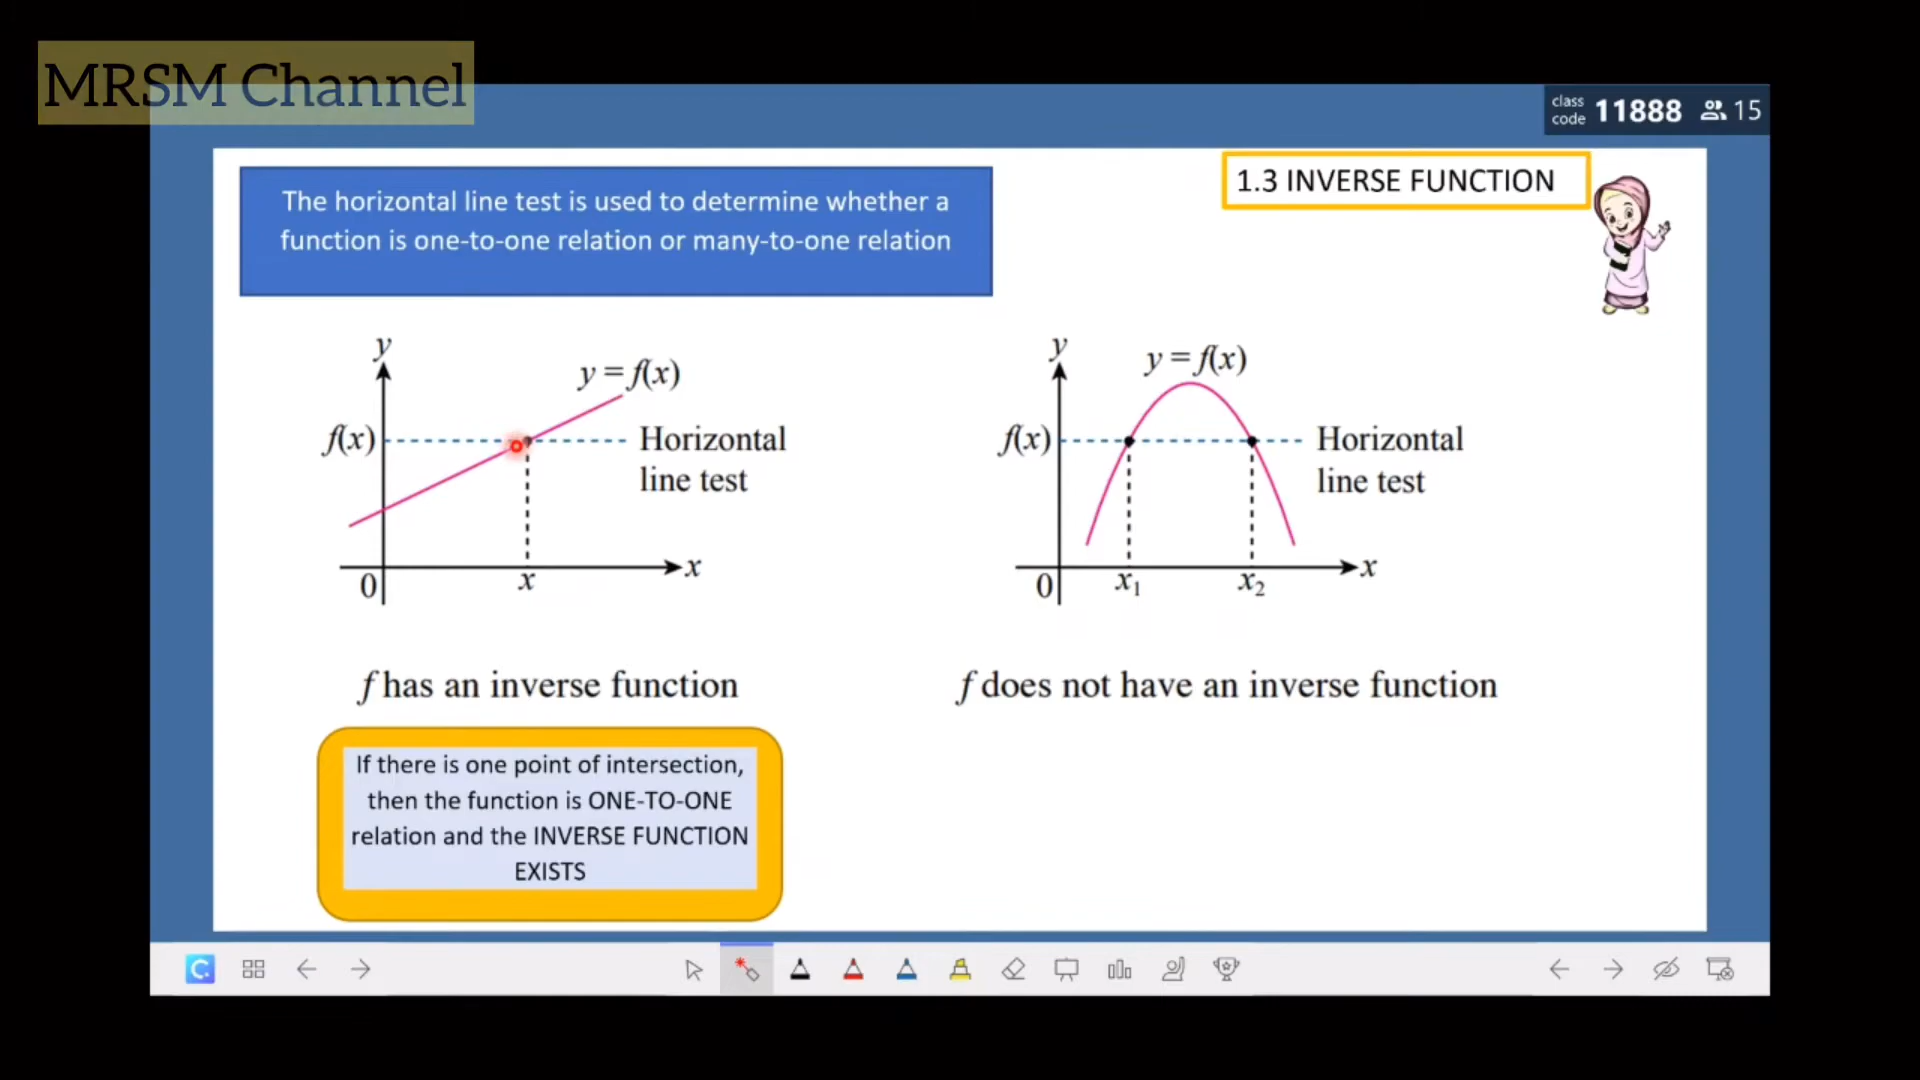 MRSM Channel
class code 11888 15
1.3 INVERSE FUNCTION
The horizontal line test is used to determine whether a
function is one-to-one relation or many-to-one relation
y
y = f(x)
f(x)
Horizontal
line test
0
x
x
y
y = f(x)
f(x)
Horizontal
line test
0
x₁
x₂
x
f has an inverse function
f does not have an inverse function
If there is one point of intersection,
then the function is ONE-TO-ONE
relation and the INVERSE FUNCTION
EXISTS